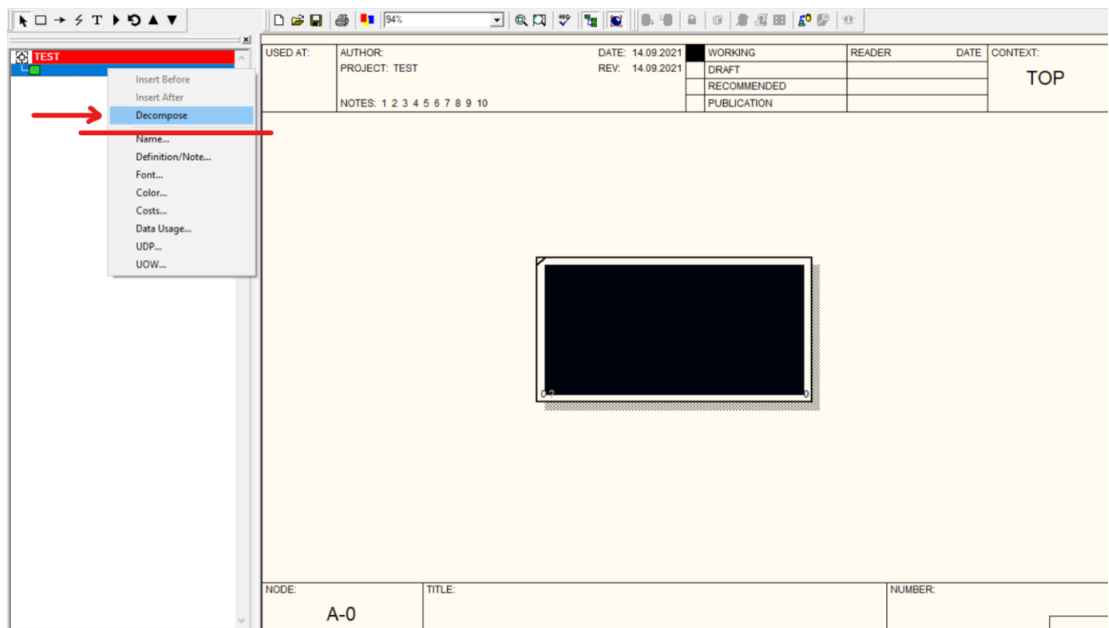 94%
TEST
Insert Before
Insert After
Decompose
Name...
Definition/Note...
Font...
Color...
Costs...
Data Usage...
UDP...
UOW...
USED AT:
AUTHOR:
DATE: 14.09.2021
PROJECT: TEST
REV: 14.09.2021
NOTES: 1 2 3 4 5 6 7 8 9 10
WORKING
DRAFT
RECOMMENDED
PUBLICATION
READER DATE
CONTEXT:
TOP
0 ?
0
NODE:
A-0
TITLE:
NUMBER: